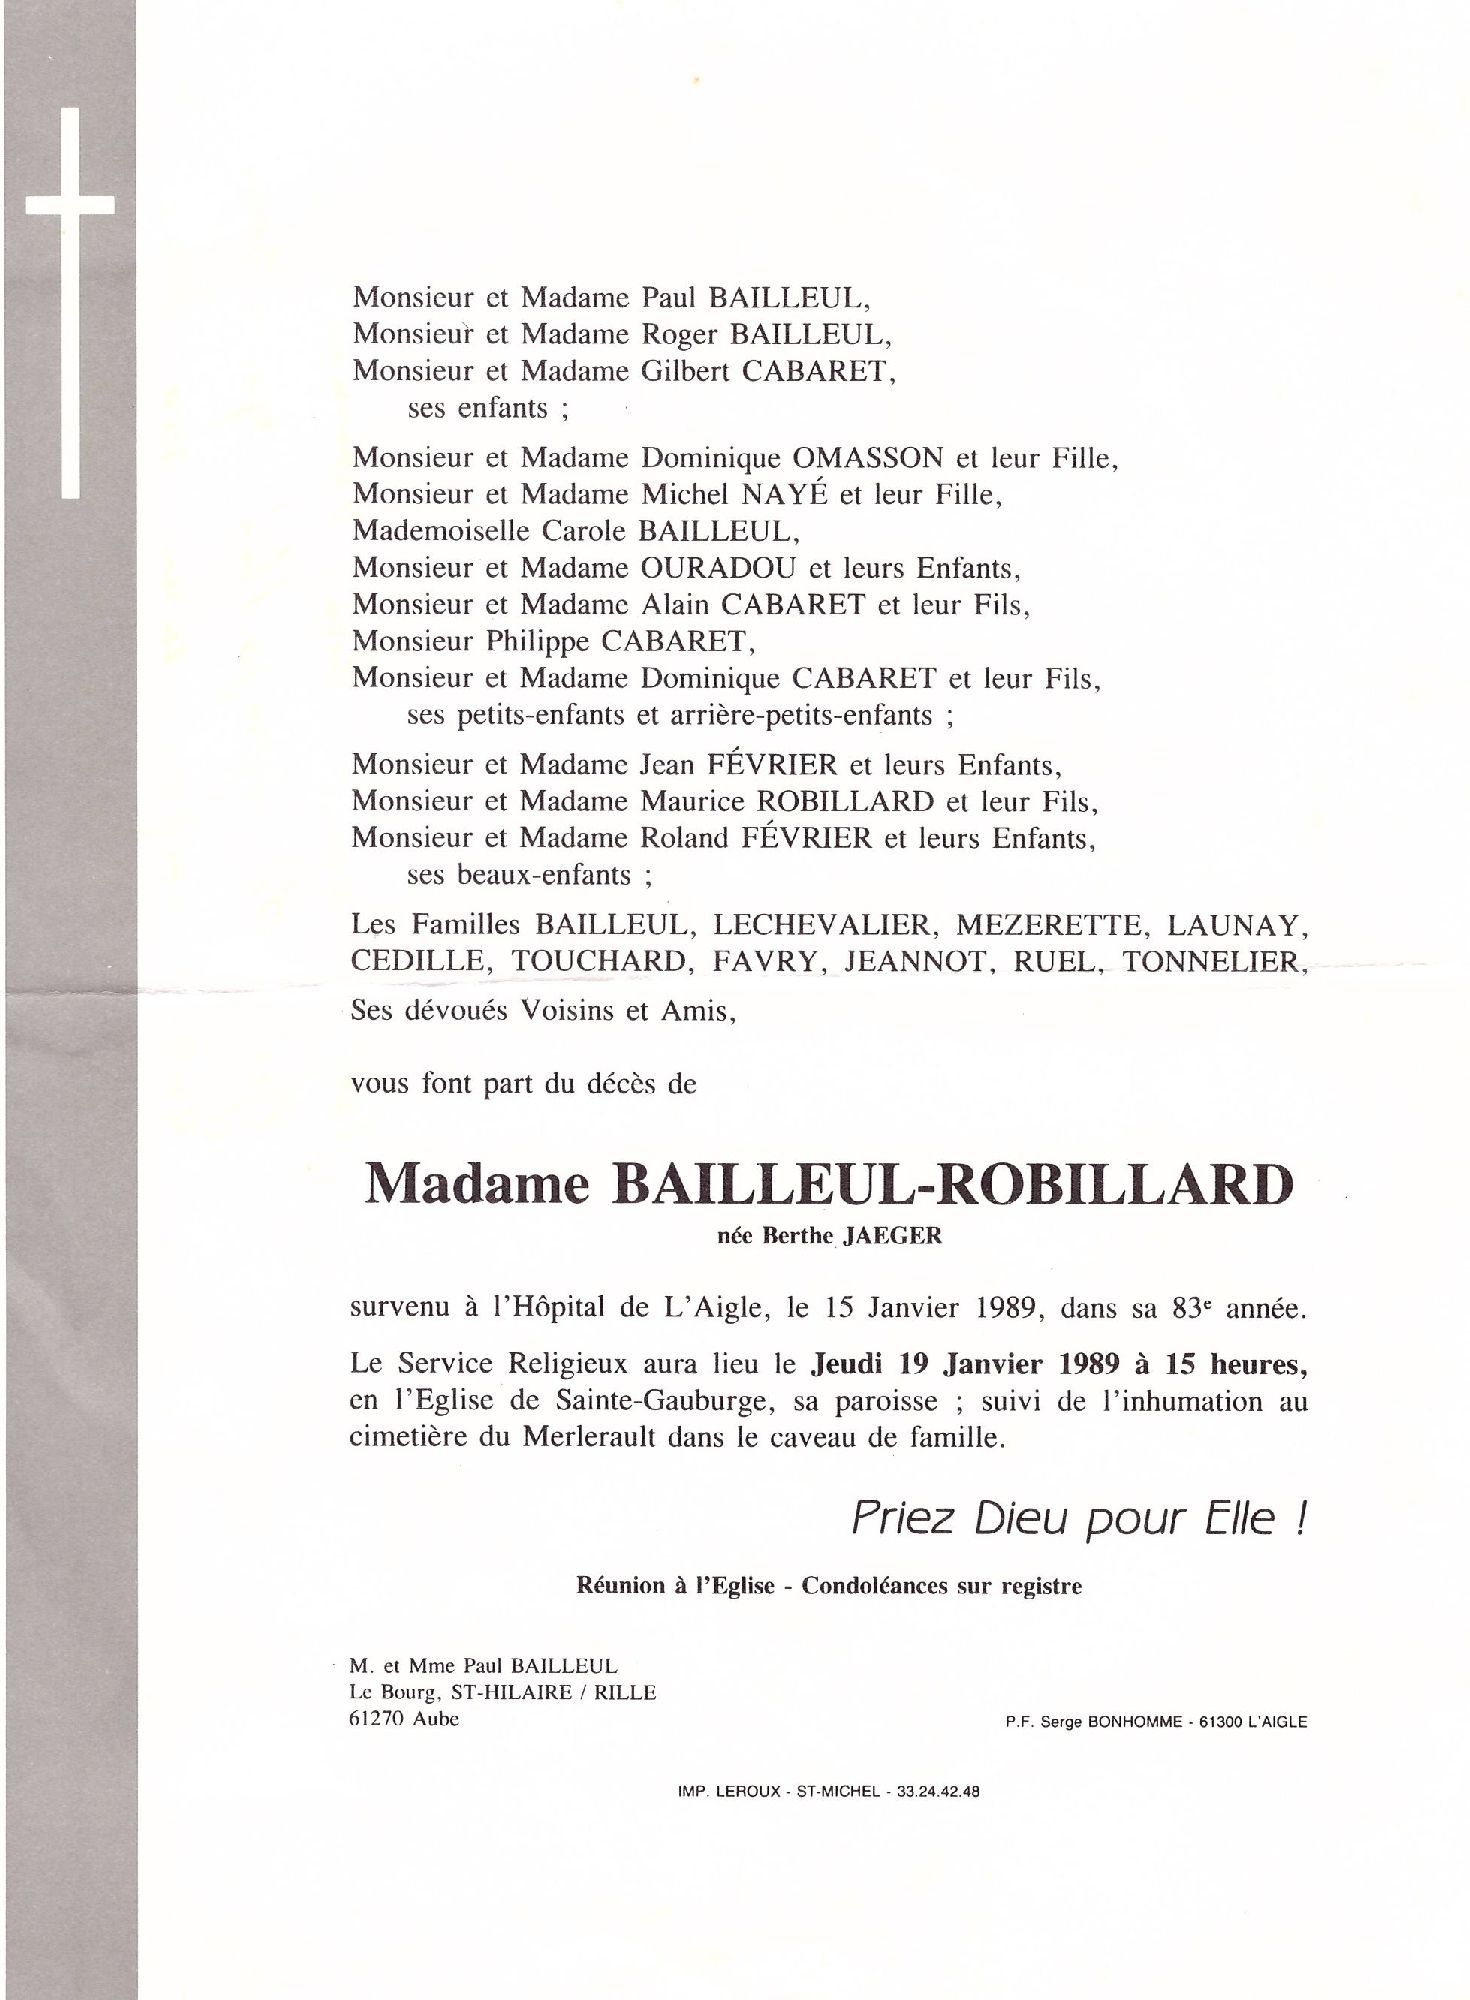 Monsieur et Madame Paul BAILLEUL,
Monsieur et Madame Roger BAILLEUL,
Monsieur et Madame Gilbert CABARET,
ses enfants ;
Monsieur et Madame Dominique OMASSON et leur Fille,
Monsieur et Madame Michel NAYÉ et leur Fille,
Mademoiselle Carole BAILLEUL,
Monsieur et Madame OURADOU et leurs Enfants,
Monsieur et Madame Alain CABARET et leur Fils,
Monsieur Philippe CABARET,
Monsieur et Madame Dominique CABARET et leur Fils,
ses petits-enfants et arrière-petits-enfants ;
Monsieur et Madame Jean FÉVRIER et leurs Enfants,
Monsieur et Madame Maurice ROBILLARD et leur Fils,
Monsieur et Madame Roland FÉVRIER et leurs Enfants,
ses beaux-enfants ;
Les Familles BAILLEUL, LECHEVALIER, MEZERETTE, LAUNAY,
CEDILLE, TOUCHARD, FAVRY, JEANNOT, RUEL, TONNELIER,
Ses dévoués Voisins et Amis,
vous font part du décès de
Madame BAILLEUL-ROBILLARD
née Berthe JAEGER
survenu à l'Hôpital de L'Aigle, le 15 Janvier 1989, dans sa 83e année.
Le Service Religieux aura lieu le Jeudi 19 Janvier 1989 à 15 heures,
en l'Eglise de Sainte-Gauburge, sa paroisse ; suivi de l'inhumation au
cimetière du Merlerault dans le caveau de famille.
Priez Dieu pour Elle !
Réunion à l'Eglise - Condoléances sur registre
M. et Mme Paul BAILLEUL
Le Bourg, ST-HILAIRE / RILLE
61270 Aube
P.F. Serge BONHOMME - 61300 L'AIGLE
IMP. LEROUX - ST-MICHEL - 33.24.42.48